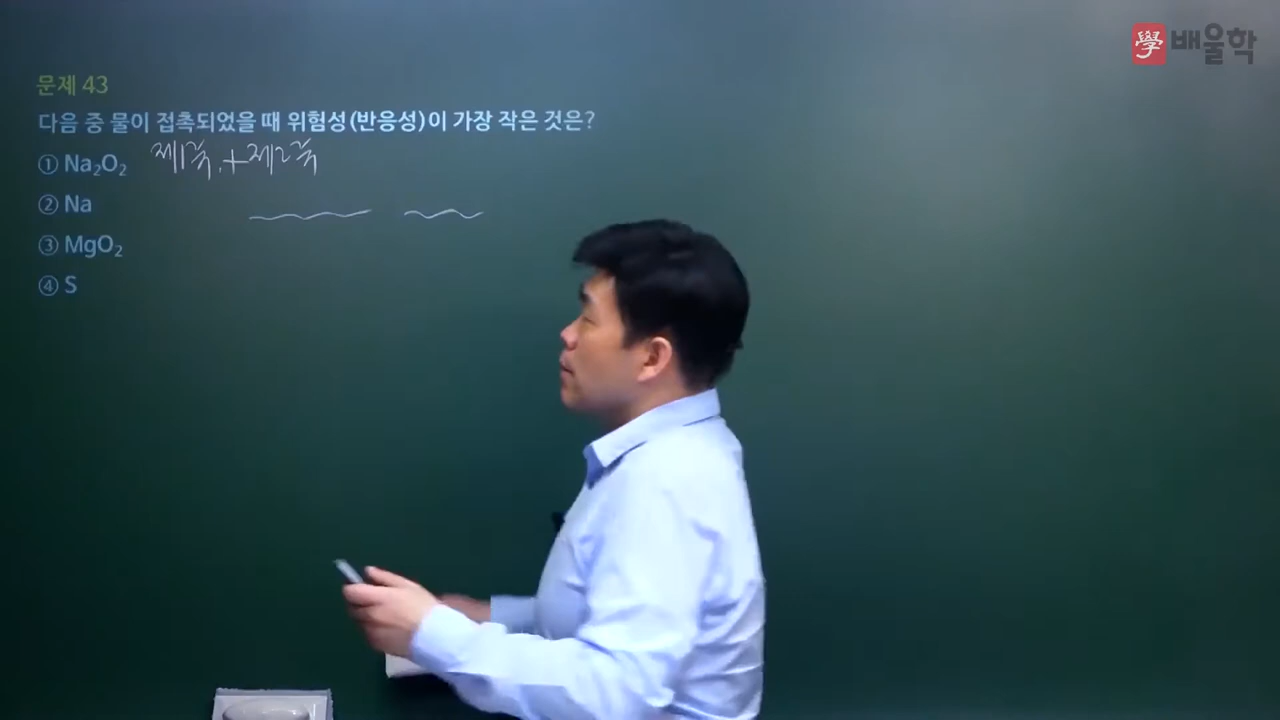 學 배울학
문제 43
다음 중 물이 접촉되었을 때 위험성(반응성)이 가장 작은 것은?
① Na₂O₂ 제1족.+제2족
② Na
③ MgO₂
④ S